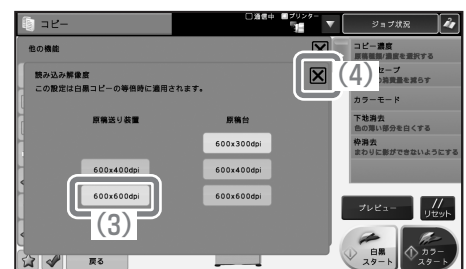 コピー
通信中 プリンター
ジョブ状況
他の機能
読み込み解像度
この設定は白黒コピーの等倍時に適用されます。
原稿送り装置
原稿台
600x300dpi
600x400dpi
600x400dpi
600x600dpi
600x600dpi
(3)
(4)
コピー濃度
原稿種類/濃度を選択する
セーブ
消費量を減らす
カラーモード
下地消去
色の薄い部分を白くする
枠消去
まわりに影ができないようにする
プレビュー
リセット
戻る
白黒
スタート
カラー
スタート